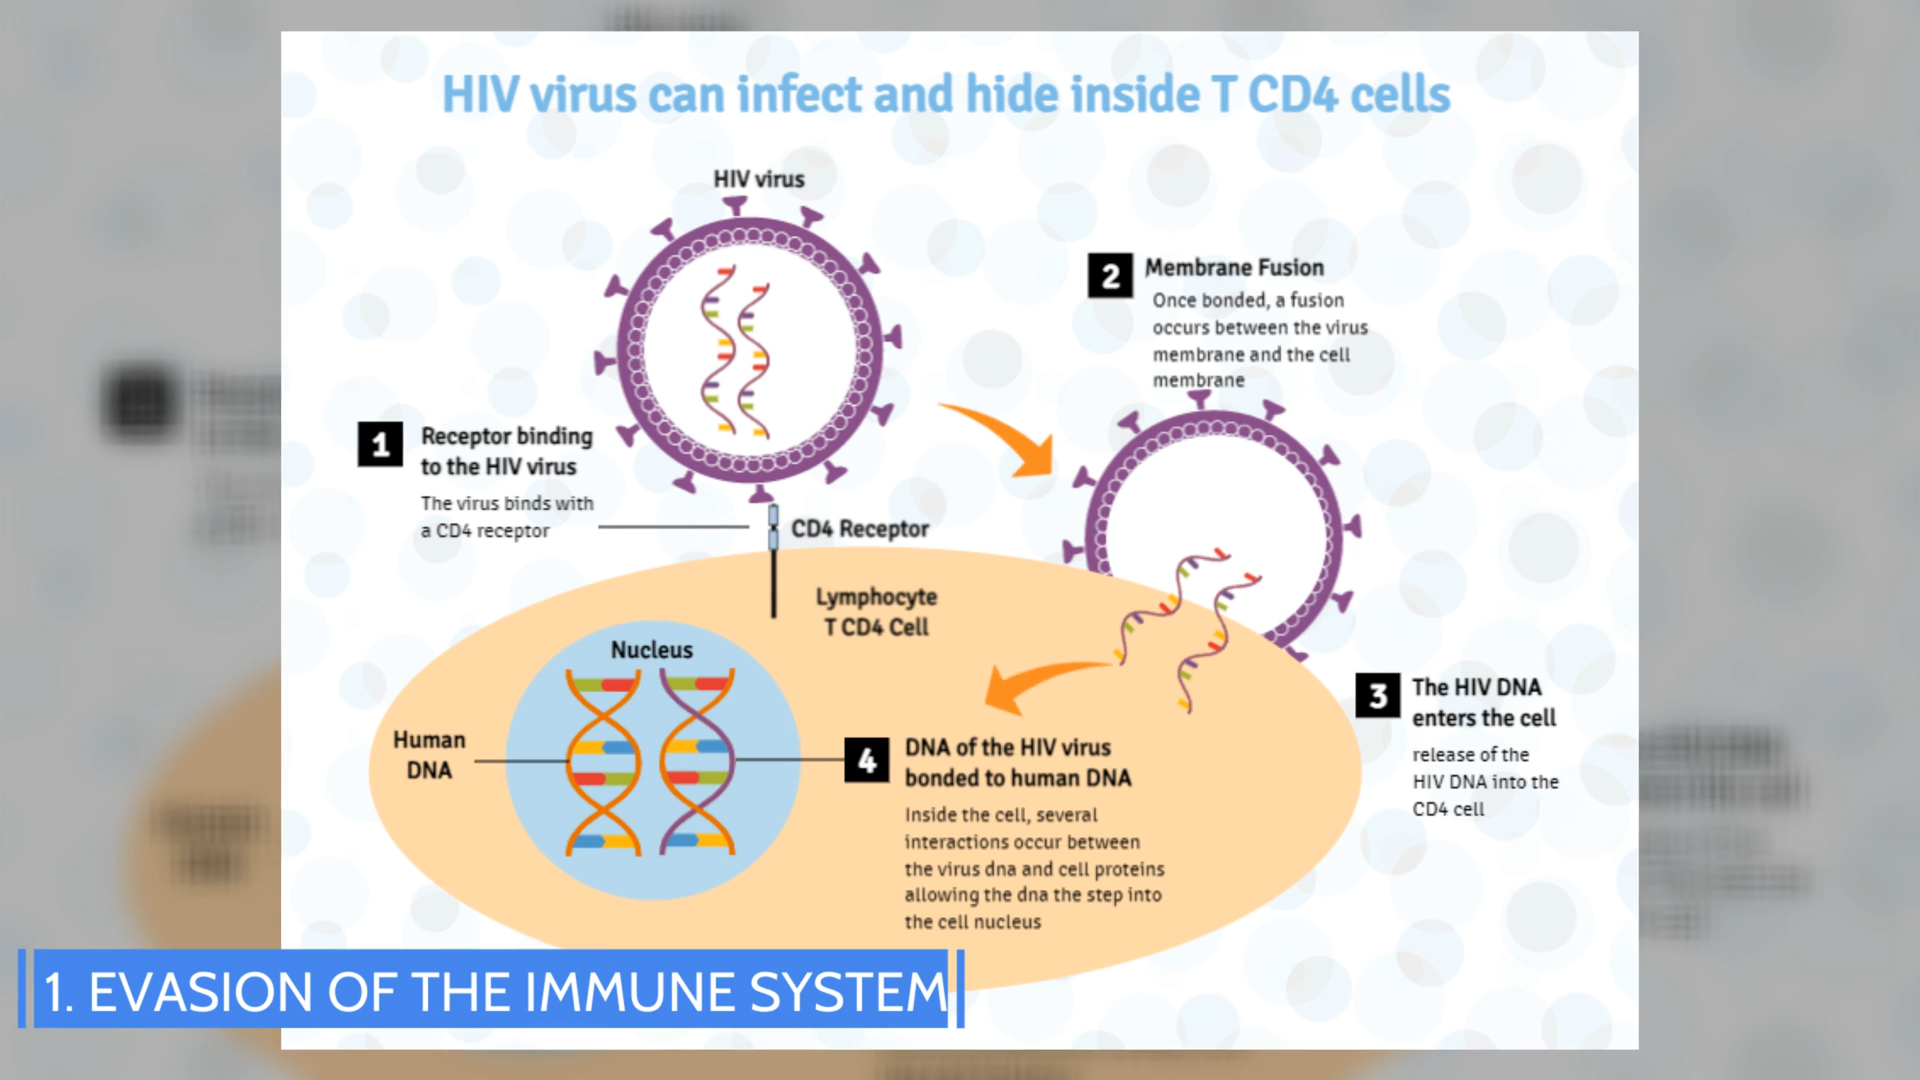 HIV virus can infect and hide inside T CD4 cells
HIV virus
1
Receptor binding
to the HIV virus
The virus binds with
a CD4 receptor
CD4 Receptor
Lymphocyte
T CD4 Cell
2
Membrane Fusion
Once bonded, a fusion
occurs between the virus
membrane and the cell
membrane
3
The HIV DNA
enters the cell
release of the
HIV DNA into the
CD4 cell
Nucleus
Human
DNA
4
DNA of the HIV virus
bonded to human DNA
Inside the cell, several
interactions occur between
the virus dna and cell proteins
allowing the dna the step into
the cell nucleus
1. EVASION OF THE IMMUNE SYSTEM